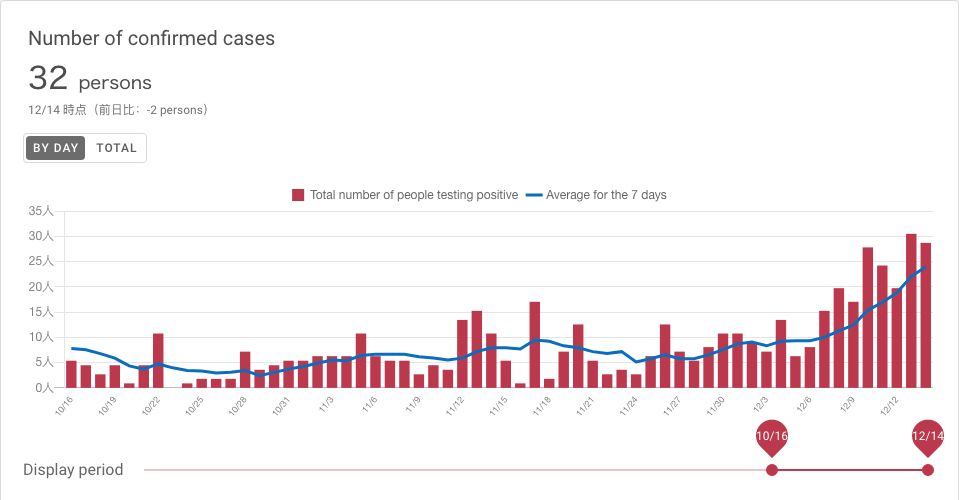 Number of confirmed cases
32 persons
12/14 時点（前日比：-2 persons）
BY DAY TOTAL
Total number of people testing positive Average for the 7 days
35人
30人
25人
20人
15人
10人
5人
0人
10/16 10/19 10/22 10/25 10/28 10/31 11/3 11/6 11/9 11/12 11/15 11/18 11/21 11/24 11/27 11/30 12/3 12/6 12/9 12/12
10/16 12/14
Display period